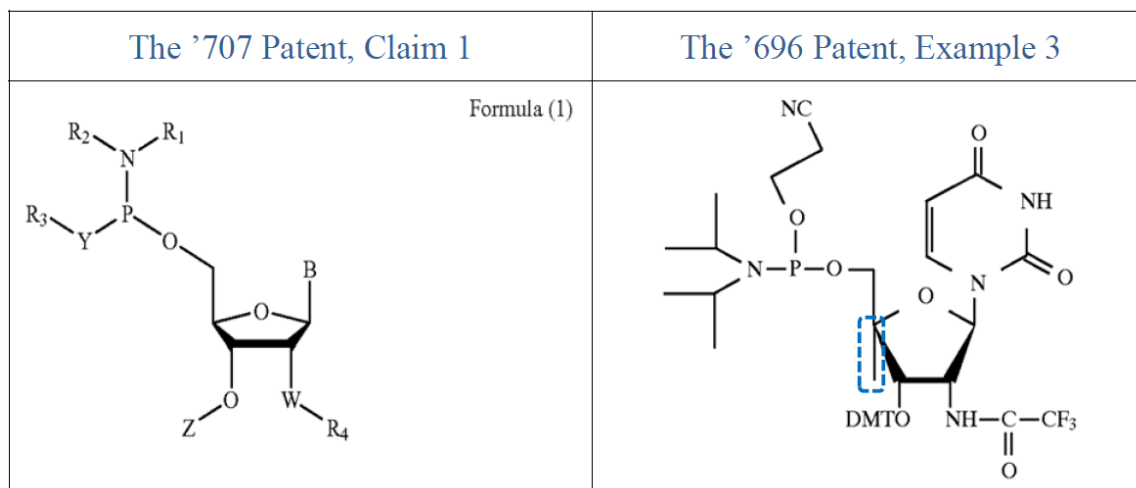 The ’707 Patent, Claim 1
The ’696 Patent, Example 3
Formula (1)
R2 R1
N
R3 P
Y O
B
O
O W
Z R4
NC
O
O NH
N P O O N O
DMTO NH C CF3
O